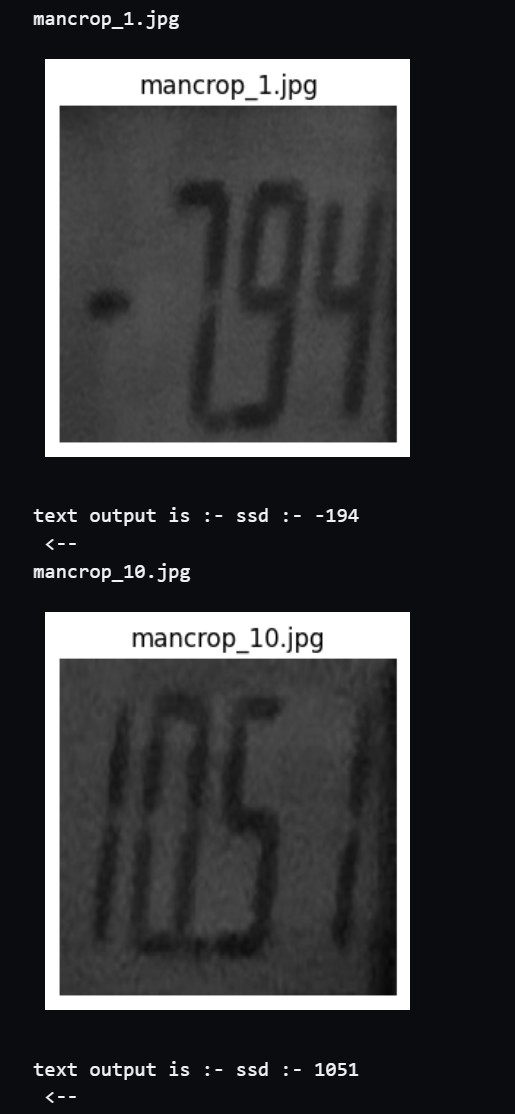 mancrop_1.jpg
mancrop_1.jpg
- 794
text output is :- ssd :- -194
<--
mancrop_10.jpg
mancrop_10.jpg
1051
text output is :- ssd :- 1051
<--